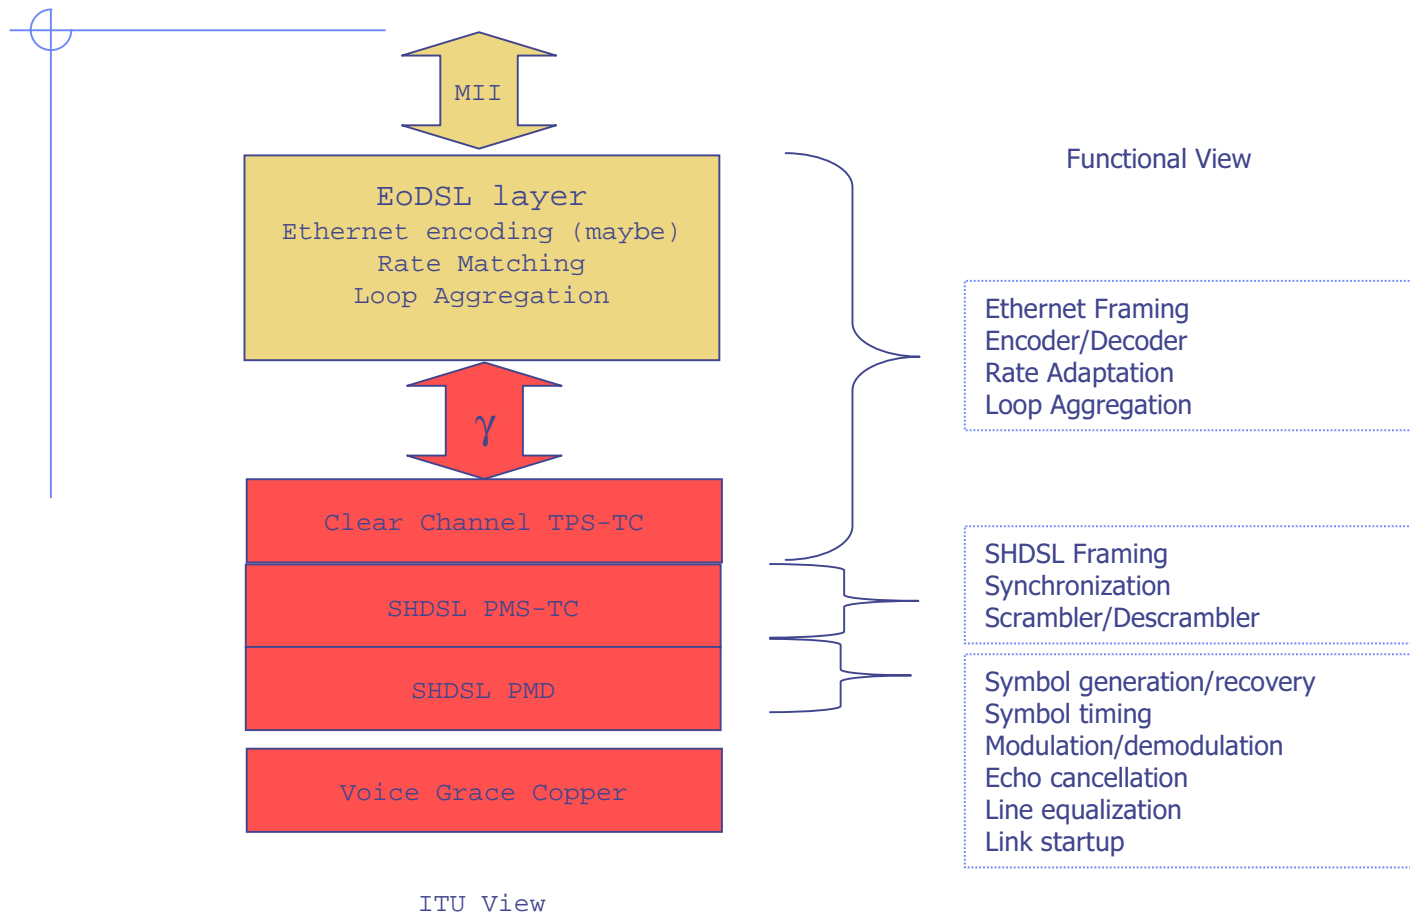 MII
EoDSL layer
Ethernet encoding (maybe)
Rate Matching
Loop Aggregation
γ
Clear Channel TPS-TC
SHDSL PMS-TC
SHDSL PMD
Voice Grace Copper
ITU View
Functional View
Ethernet Framing
Encoder/Decoder
Rate Adaptation
Loop Aggregation
SHDSL Framing
Synchronization
Scrambler/Descrambler
Symbol generation/recovery
Symbol timing
Modulation/demodulation
Echo cancellation
Line equalization
Link startup